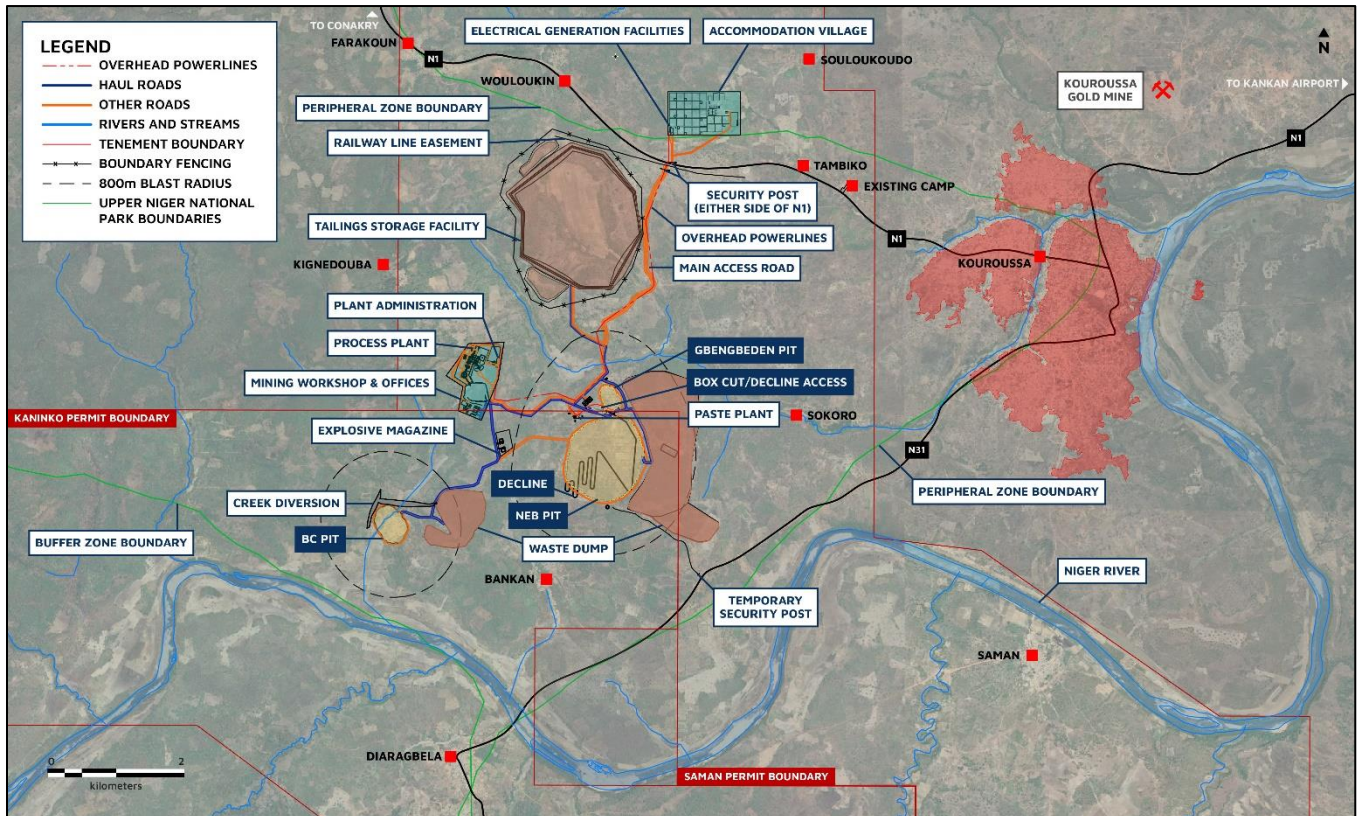 LEGEND
OVERHEAD POWERLINES
HAUL ROADS
OTHER ROADS
RIVERS AND STREAMS
TENEMENT BOUNDARY
BOUNDARY FENCING
800m BLAST RADIUS
UPPER NIGER NATIONAL
PARK BOUNDARIES
TO CONAKRY
FARAKOUN
N1
ELECTRICAL GENERATION FACILITIES
ACCOMMODATION VILLAGE
SOULOUKOUDO
N
WOULOUKIN
KOUROUSSA
GOLD MINE
TO KANKAN AIRPORT
PERIPHERAL ZONE BOUNDARY
RAILWAY LINE EASEMENT
N1
TAMBIKO
EXISTING CAMP
SECURITY POST
(EITHER SIDE OF N1)
TAILINGS STORAGE FACILITY
OVERHEAD POWERLINES
N1
KIGNEDOUBA
MAIN ACCESS ROAD
KOUROUSSA
PLANT ADMINISTRATION
PROCESS PLANT
GBENGBEDEN PIT
MINING WORKSHOP & OFFICES
BOX CUT/DECLINE ACCESS
KANINKO PERMIT BOUNDARY
PASTE PLANT
SOKORO
EXPLOSIVE MAGAZINE
N31
DECLINE
PERIPHERAL ZONE BOUNDARY
CREEK DIVERSION
NEB PIT
BUFFER ZONE BOUNDARY
BC PIT
WASTE DUMP
NIGER RIVER
BANKAN
TEMPORARY
SECURITY POST
SAMAN
DIARAGBELA
0 2
kilometers
SAMAN PERMIT BOUNDARY